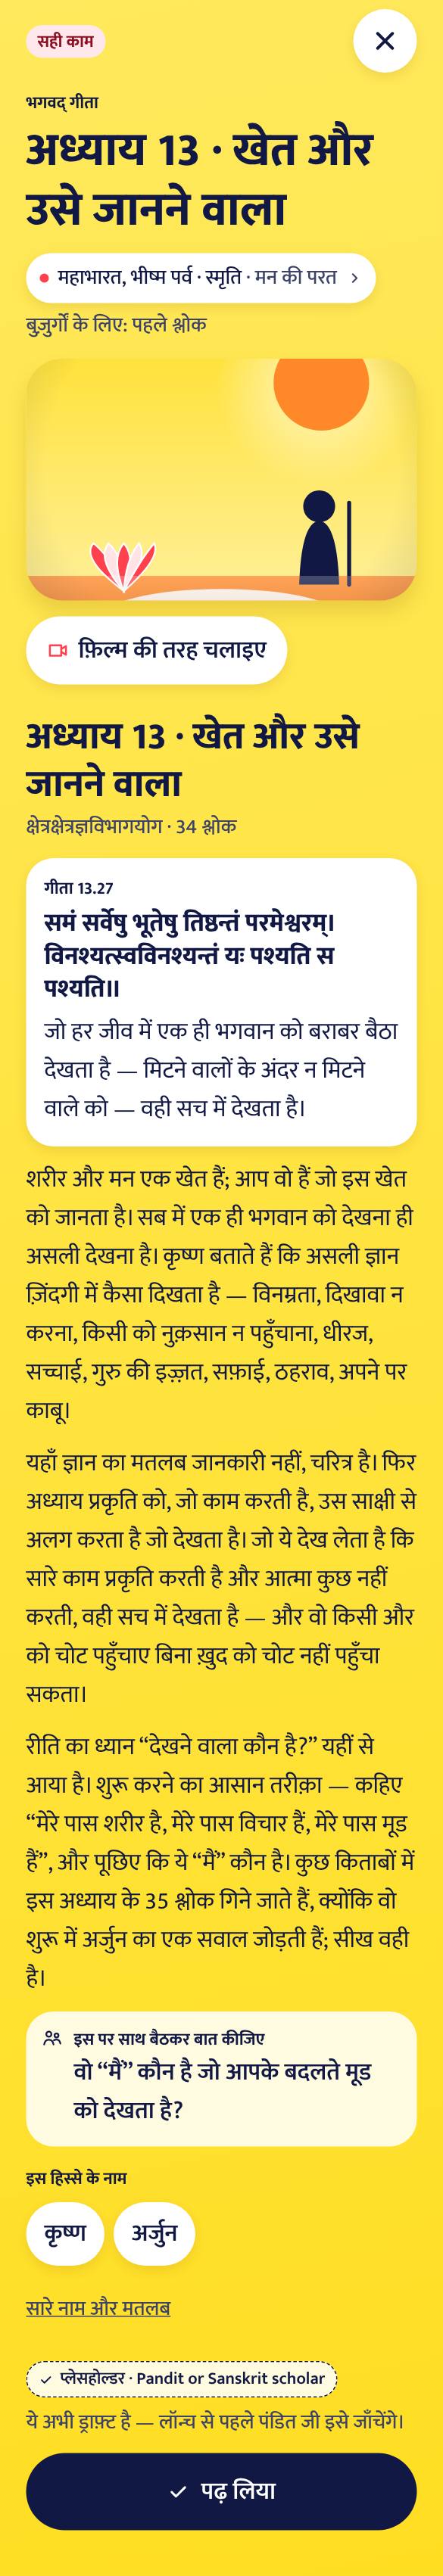 सही काम
भगवद् गीता
अध्याय 13 · खेत और
उसे जानने वाला
महाभारत, भीष्म पर्व · स्मृति · मन की परत
बुज़ुर्गों के लिए: पहले श्लोक
फ़िल्म की तरह चलाइए
अध्याय 13 · खेत और उसे
जानने वाला
क्षेत्रक्षेत्रज्ञविभागयोग · 34 श्लोक
गीता 13.27
समं सर्वेषु भूतेषु तिष्ठन्तं परमेश्वरम्।
विनश्यत्स्वविनश्यन्तं यः पश्यति स
पश्यति॥
जो हर जीव में एक ही भगवान को बराबर बैठा
देखता है — मिटने वालों के अंदर न मिटने
वाले को — वही सच में देखता है।
शरीर और मन एक खेत हैं; आप वो हैं जो इस खेत
को जानता है। सब में एक ही भगवान को देखना ही
असली देखना है। कृष्ण बताते हैं कि असली ज्ञान
ज़िंदगी में कैसा दिखता है — विनम्रता, दिखावा न
करना, किसी को नुक़सान न पहुँचाना, धीरज,
सच्चाई, गुरु की इज़्ज़त, सफ़ाई, ठहराव, अपने पर
काबू।
यहाँ ज्ञान का मतलब जानकारी नहीं, चरित्र है। फिर
अध्याय प्रकृति को, जो काम करती है, उस साक्षी से
अलग करता है जो देखता है। जो ये देख लेता है कि
सारे काम प्रकृति करती है और आत्मा कुछ नहीं
करती, वही सच में देखता है — और वो किसी और
को चोट पहुँचाए बिना ख़ुद को चोट नहीं पहुँचा
सकता।
रीति का ध्यान “देखने वाला कौन है?” यहीं से
आया है। शुरू करने का आसान तरीक़ा — कहिए
“मेरे पास शरीर है, मेरे पास विचार हैं, मेरे पास मूड
हैं”, और पूछिए कि ये “मैं” कौन है। कुछ किताबों में
इस अध्याय के 35 श्लोक गिने जाते हैं, क्योंकि वो
शुरू में अर्जुन का एक सवाल जोड़ती हैं; सीख वही
है।
इस पर साथ बैठकर बात कीजिए
वो “मैं” कौन है जो आपके बदलते मूड
को देखता है?
इस हिस्से के नाम
कृष्ण
अर्जुन
सारे नाम और मतलब
प्लेसहोल्डर · Pandit or Sanskrit scholar
ये अभी ड्राफ़्ट है — लॉन्च से पहले पंडित जी इसे जाँचेंगे।
पढ़ लिया